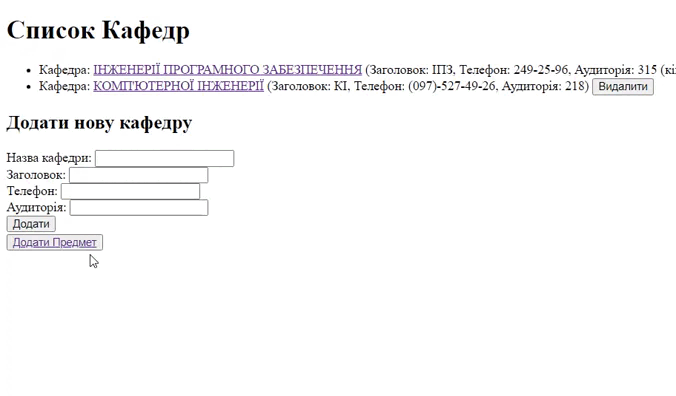 Список Кафедр
Кафедра: ІНЖЕНЕРІЇ ПРОГРАМНОГО ЗАБЕЗПЕЧЕННЯ (Заголовок: ІПЗ, Телефон: 249-25-96, Аудиторія: 315 (кі
Кафедра: КОМП'ЮТЕРНОЇ ІНЖЕНЕРІЇ (Заголовок: КІ, Телефон: (097)-527-49-26, Аудиторія: 218) Видалити
Додати нову кафедру
Назва кафедри:
Заголовок:
Телефон:
Аудиторія:
Додати
Додати Предмет